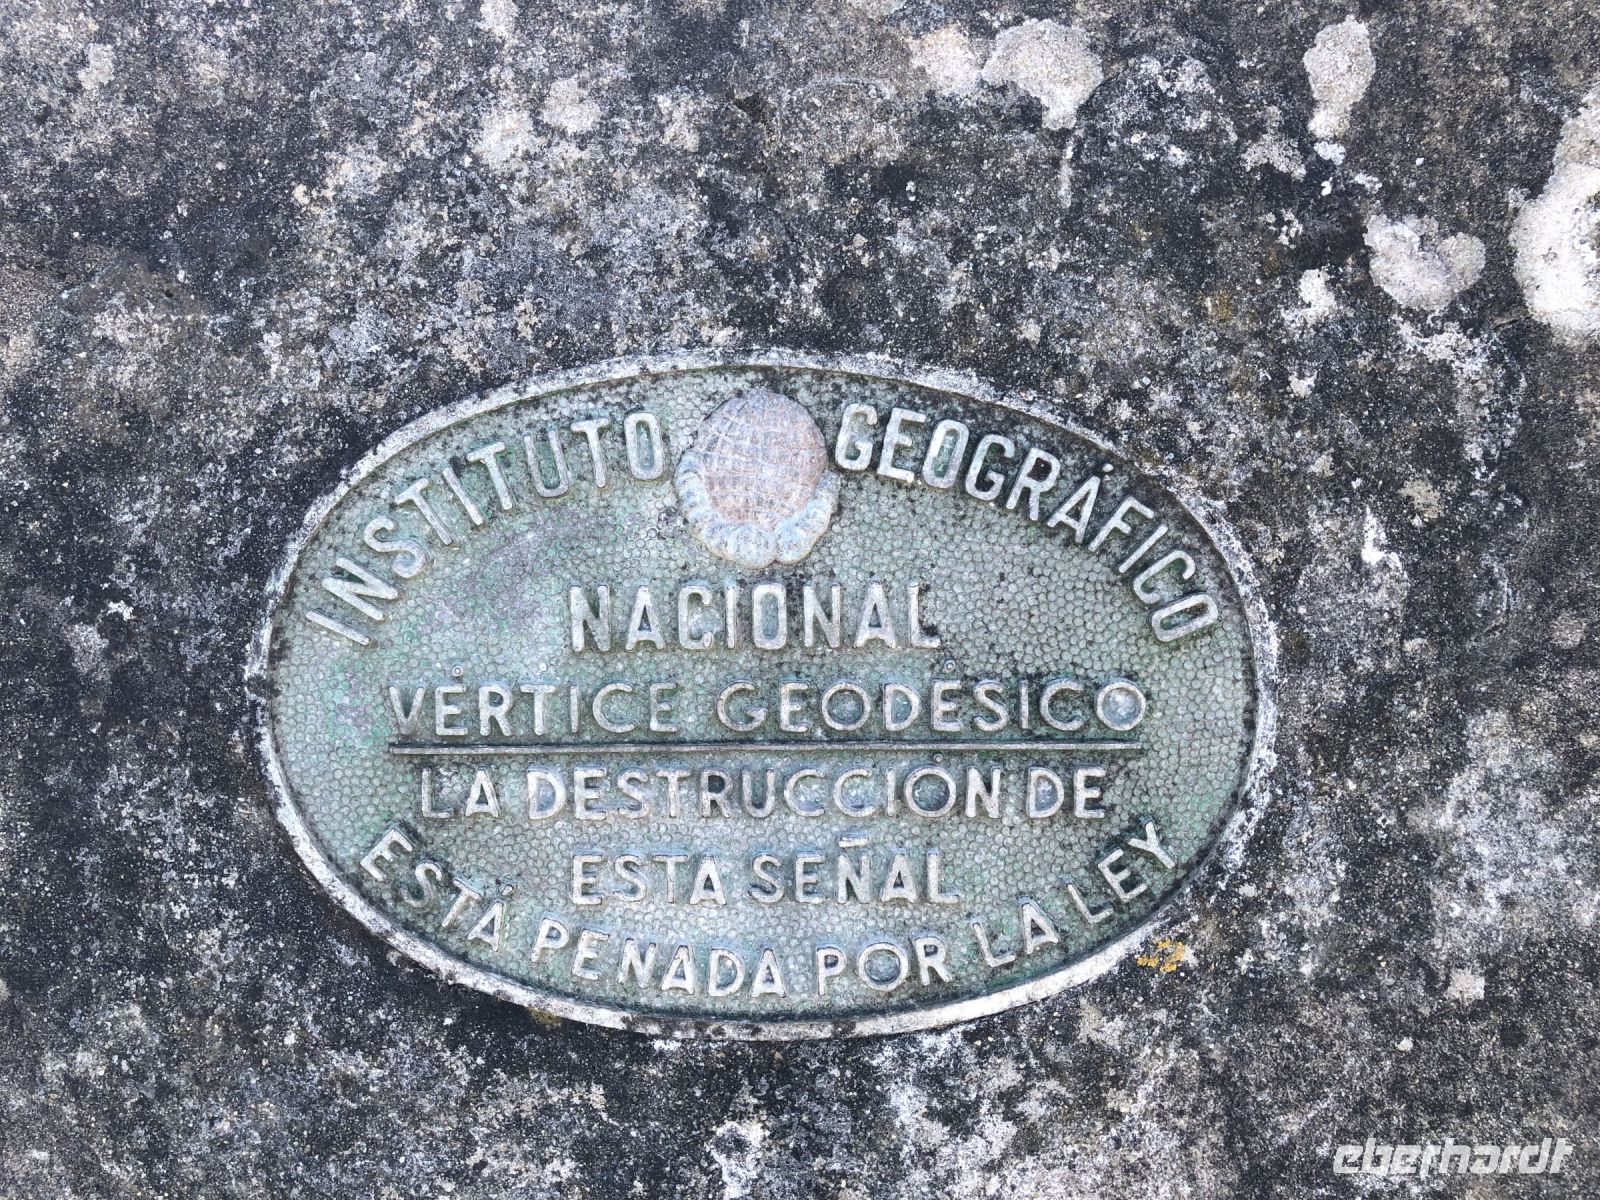 INSTITUTO GEOGRÁFICO
NACIONAL
VÉRTICE GEODÉSICO
LA DESTRUCCIÓN DE
ESTA SEÑAL
ESTÁ PENADA POR LA LEY
eberhardt